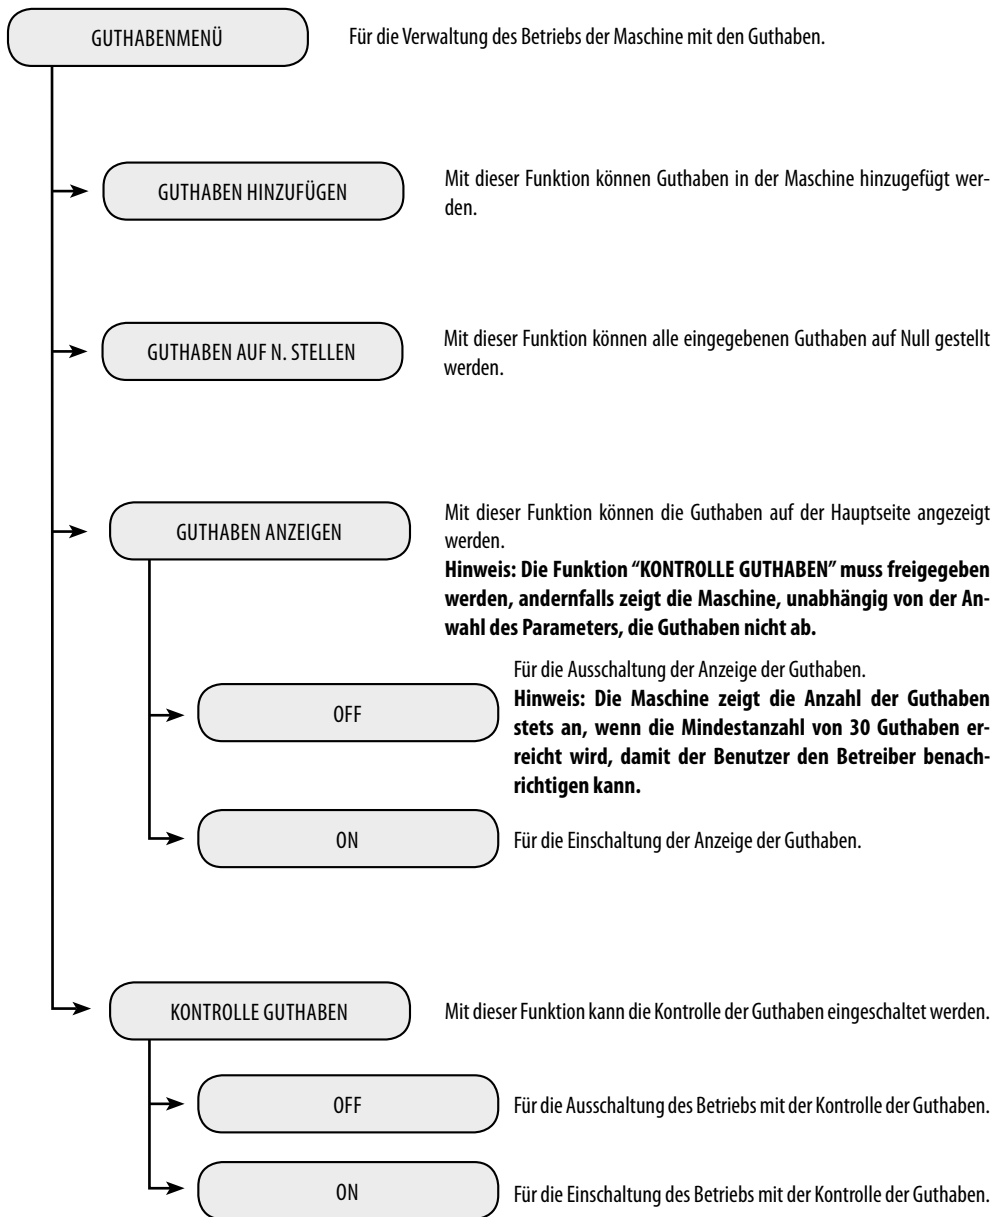 GUTHABENMENÜ
Für die Verwaltung des Betriebs der Maschine mit den Guthaben.
GUTHABEN HINZUFÜGEN
Mit dieser Funktion können Guthaben in der Maschine hinzugefügt wer-
den.
GUTHABEN AUF N. STELLEN
Mit dieser Funktion können alle eingegebenen Guthaben auf Null gestellt
werden.
GUTHABEN ANZEIGEN
Mit dieser Funktion können die Guthaben auf der Hauptseite angezeigt
werden.
Hinweis: Die Funktion “KONTROLLE GUTHABEN” muss freigegeben
werden, andernfalls zeigt die Maschine, unabhängig von der An-
wahl des Parameters, die Guthaben nicht ab.
OFF
Für die Ausschaltung der Anzeige der Guthaben.
Hinweis: Die Maschine zeigt die Anzahl der Guthaben
stets an, wenn die Mindestanzahl von 30 Guthaben er-
reicht wird, damit der Benutzer den Betreiber benach-
richtigen kann.
ON
Für die Einschaltung der Anzeige der Guthaben.
KONTROLLE GUTHABEN
Mit dieser Funktion kann die Kontrolle der Guthaben eingeschaltet werden.
OFF
Für die Ausschaltung des Betriebs mit der Kontrolle der Guthaben.
ON
Für die Einschaltung des Betriebs mit der Kontrolle der Guthaben.